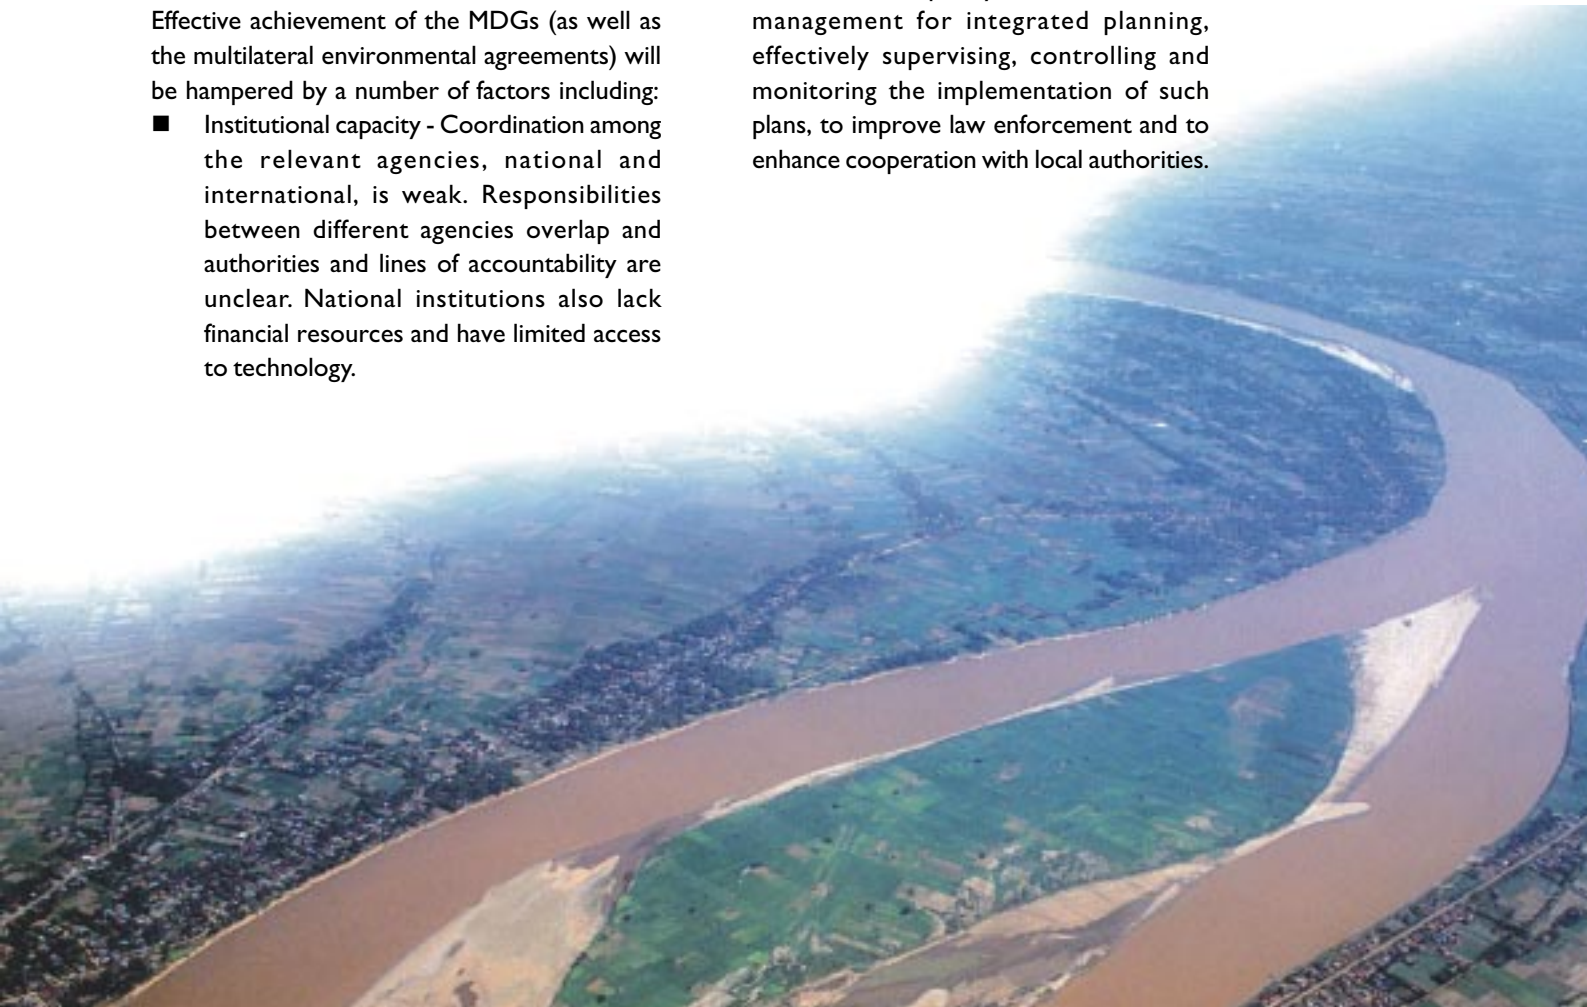 Effective achievement of the MDGs (as well as
the multilateral environmental agreements) will
be hampered by a number of factors including:
■ Institutional capacity - Coordination among
the relevant agencies, national and
international, is weak. Responsibilities
between different agencies overlap and
authorities and lines of accountability are
unclear. National institutions also lack
financial resources and have limited access
to technology.
management for integrated planning,
effectively supervising, controlling and
monitoring the implementation of such
plans, to improve law enforcement and to
enhance cooperation with local authorities.